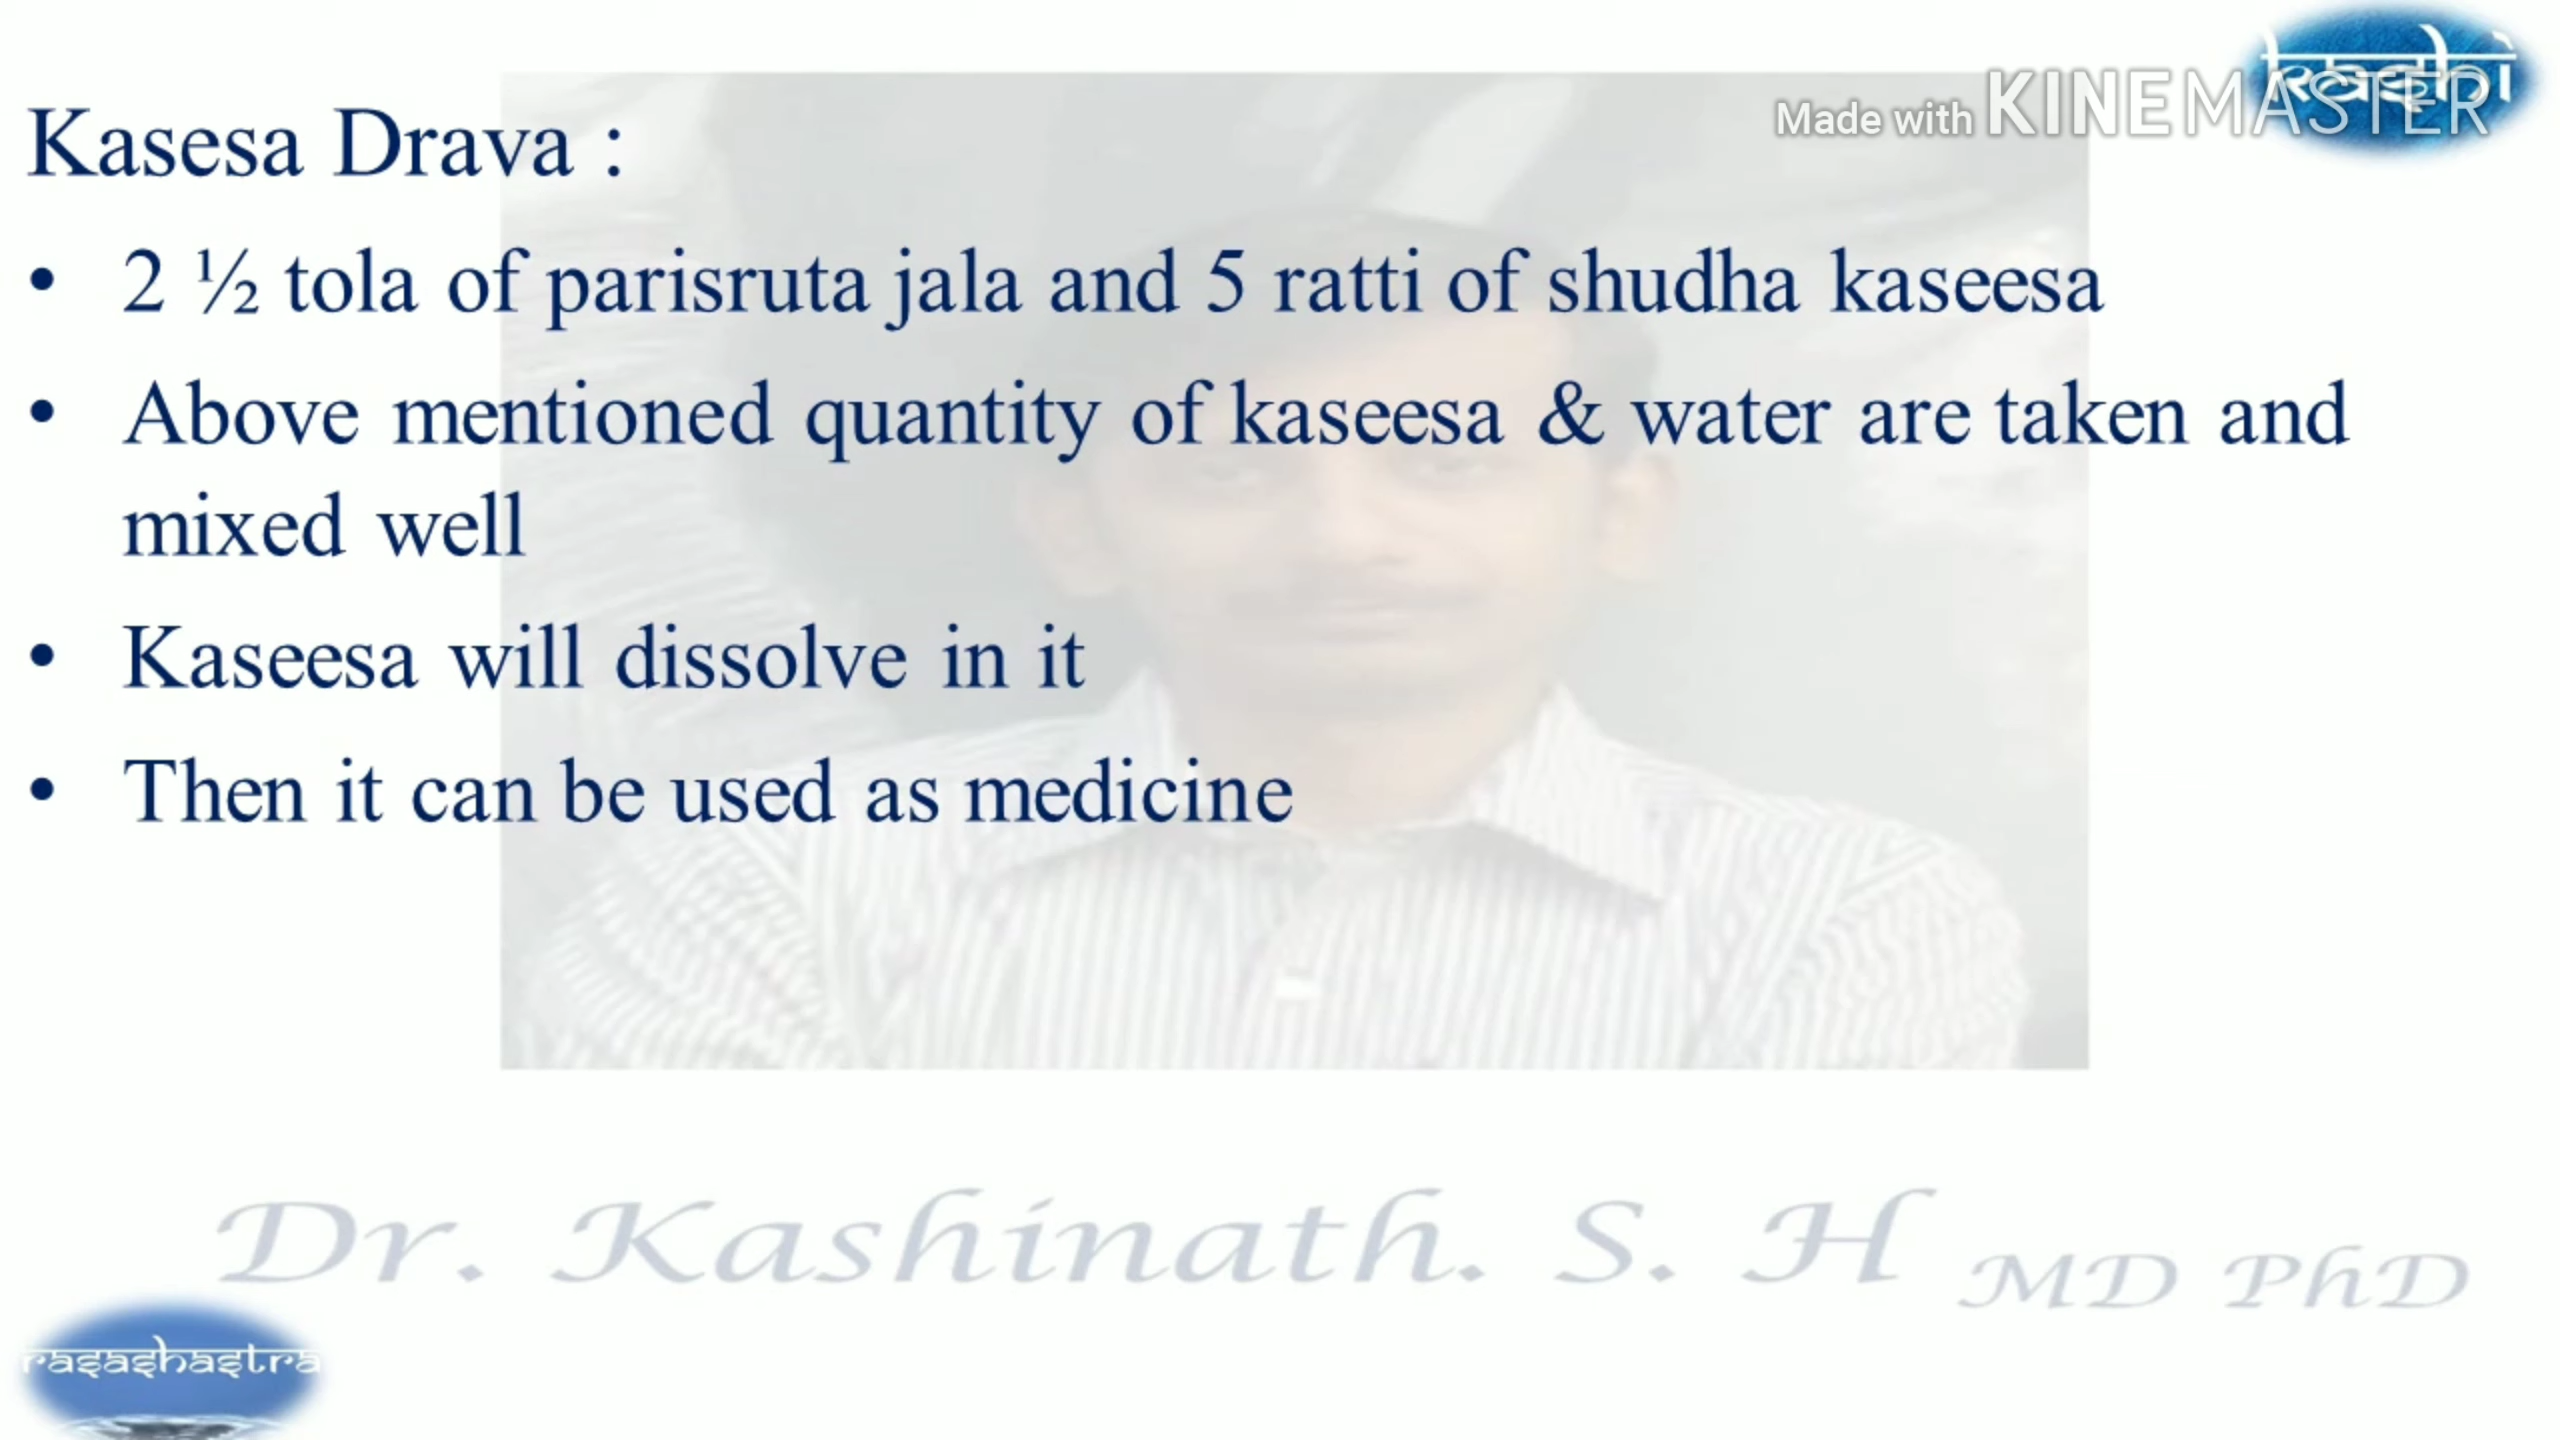 kashi
Made with KINEMASTER
Kasesa Drava :
• 2 ½ tola of parisruta jala and 5 ratti of shudha kaseesa
• Above mentioned quantity of kaseesa & water are taken and
mixed well
• Kaseesa will dissolve in it
• Then it can be used as medicine
Dr. Kashinath. S. H MD PhD
rasashastra